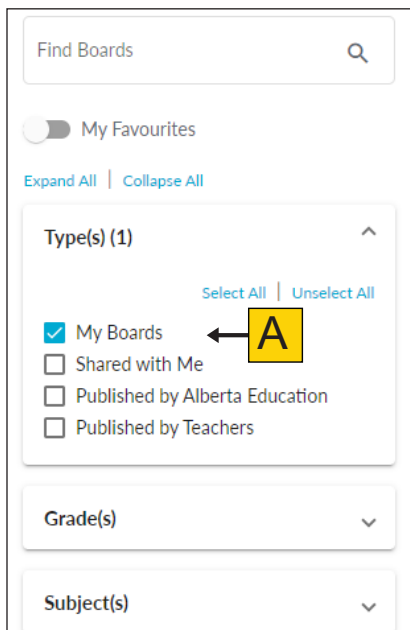 Find Boards
My Favourites
Expand All | Collapse All
Type(s) (1)
Select All | Unselect All
My Boards A
Shared with Me
Published by Alberta Education
Published by Teachers
Grade(s)
Subject(s)